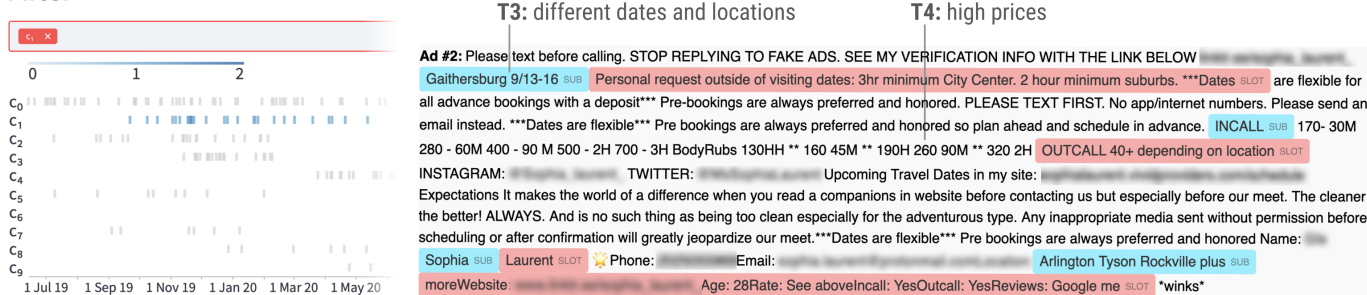 T3: different dates and locations
T4: high prices
c₁ ×
0 1 2
C0
C1
C2
C3
C4
C5
C6
C7
C8
C9
1 Jul 19 1 Sep 19 1 Nov 19 1 Jan 20 1 Mar 20 1 May 20
Ad #2: Please text before calling. STOP REPLYING TO FAKE ADS. SEE MY VERIFICATION INFO WITH THE LINK BELOW
Gaithersburg 9/13-16 SUB Personal request outside of visiting dates: 3hr minimum City Center. 2 hour minimum suburbs. ***Dates SLOT are flexible for
all advance bookings with a deposit*** Pre-bookings are always preferred and honored. PLEASE TEXT FIRST. No app/internet numbers. Please send an
email instead. ***Dates are flexible*** Pre bookings are always preferred and honored so plan ahead and schedule in advance. INCALL SUB 170- 30M
280 - 60M 400 - 90 M 500 - 2H 700 - 3H BodyRubs 130HH ** 160 45M ** 190H 260 90M ** 320 2H OUTCALL 40+ depending on location SLOT
INSTAGRAM: TWITTER: Upcoming Travel Dates in my site:
Expectations It makes the world of a difference when you read a companions in website before contacting us but especially before our meet. The cleaner
the better! ALWAYS. And is no such thing as being too clean especially for the adventurous type. Any inappropriate media sent without permission before
scheduling or after confirmation will greatly jeopardize our meet.***Dates are flexible*** Pre bookings are always preferred and honored Name:
Sophia SUB Laurent SLOT Phone: Email: Arlington Tyson Rockville plus SUB
moreWebsite: Age: 28Rate: See aboveIncall: YesOutcall: YesReviews: Google me SLOT *winks*